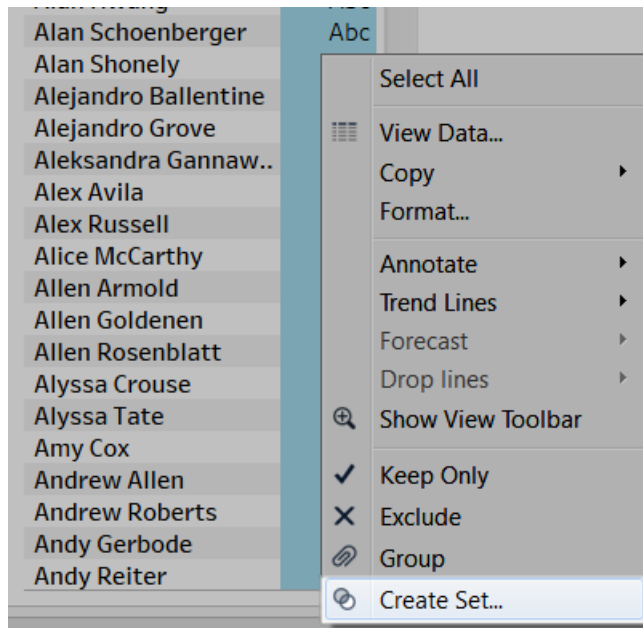 Alan Schoenberger Abc
Alan Shonely
Alejandro Ballentine
Alejandro Grove
Aleksandra Gannaw..
Alex Avila
Alex Russell
Alice McCarthy
Allen Armold
Allen Goldenen
Allen Rosenblatt
Alyssa Crouse
Alyssa Tate
Amy Cox
Andrew Allen
Andrew Roberts
Andy Gerbode
Andy Reiter
Select All
View Data...
Copy
Format...
Annotate
Trend Lines
Forecast
Drop lines
Show View Toolbar
Keep Only
Exclude
Group
Create Set...